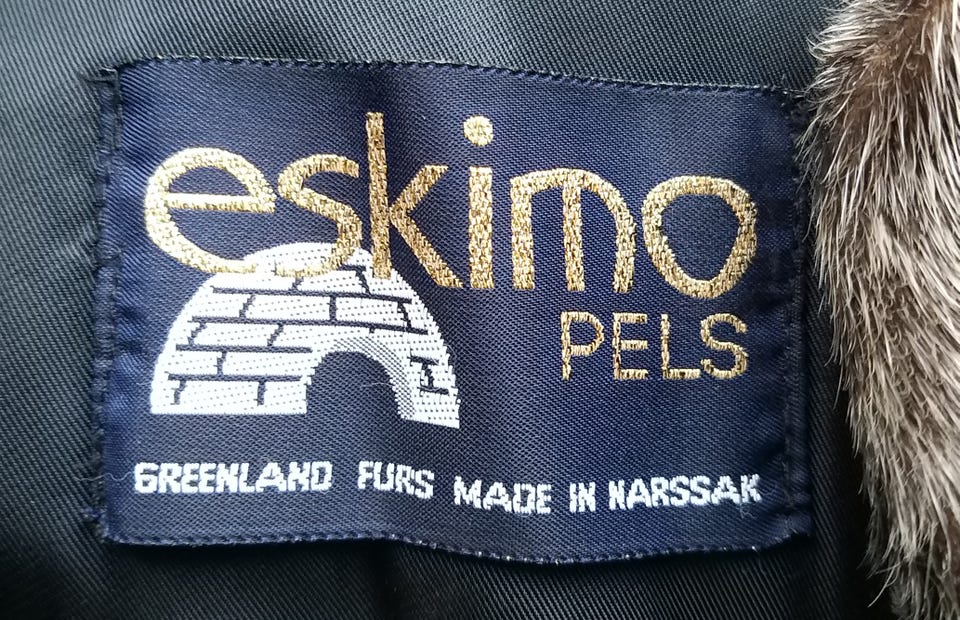 eskimo
PELS
GREENLAND FURS MADE IN NARSSAK